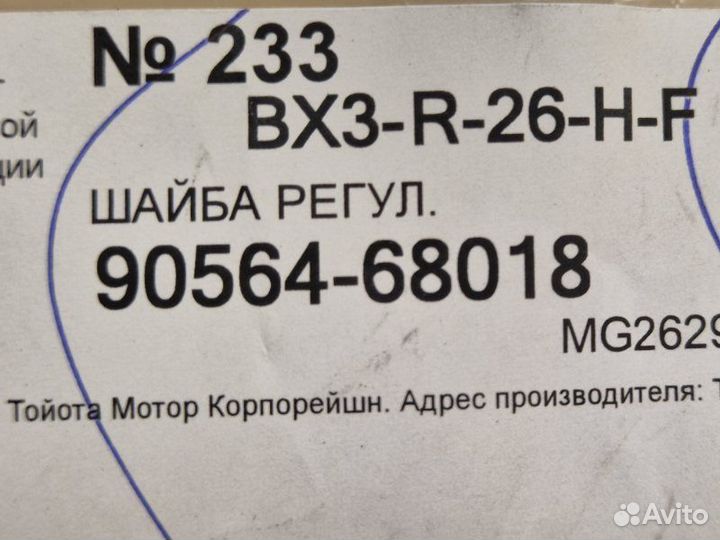 № 233
ой
ции
BX3-R-26-H-F
ШАЙБА РЕГУЛ.
90564-68018
MG2629
Тойота Мотор Корпорейшн. Адрес производителя:
Avito